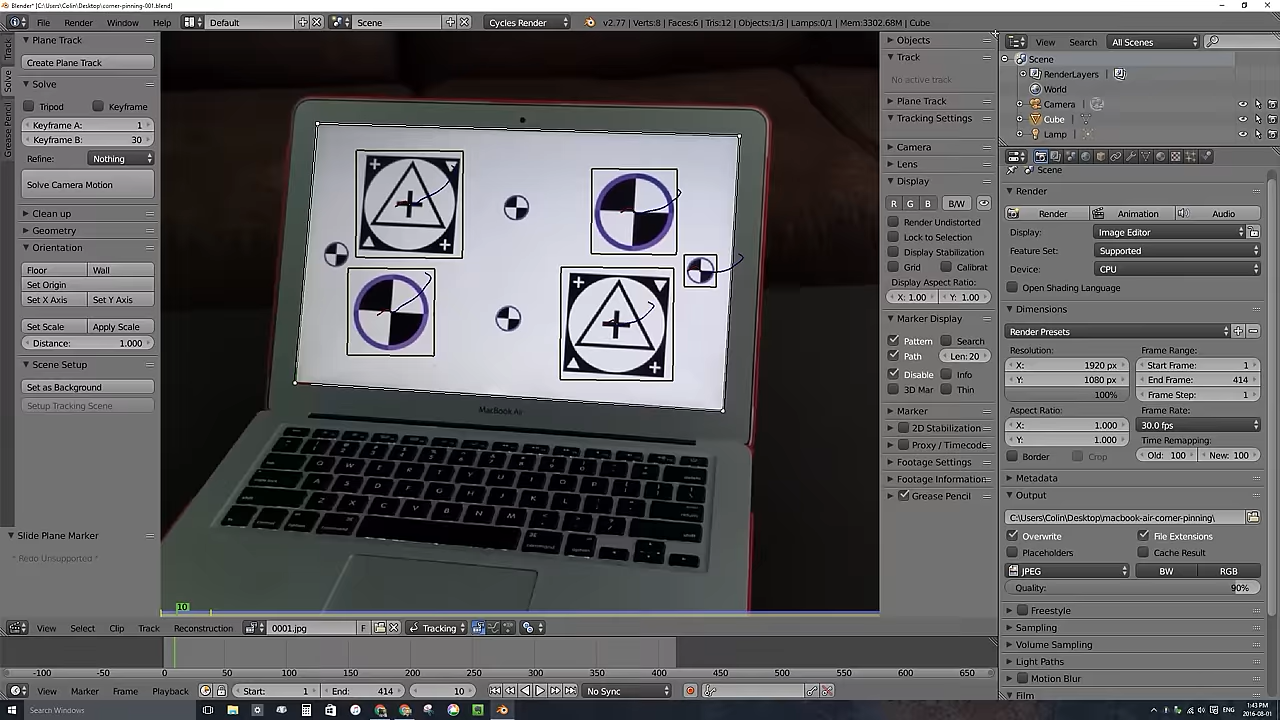 Blender* [C:\Users\Colin\Desktop\corner-pinning-001.blend]
File Render Window Help Default Scene Cycles Render v2.77 | Verts:8 | Faces:6 | Tris:12 | Objects:1/3 | Lamps:0/1 | Mem:3302.68M | Cube
Track
Solve
Grease Pencil
Plane Track
Create Plane Track
Solve
Tripod Keyframe
Keyframe A: 1
Keyframe B: 30
Refine: Nothing
Solve Camera Motion
Clean up
Geometry
Orientation
Floor Wall
Set Origin
Set X Axis Set Y Axis
Set Scale Apply Scale
Distance: 1.000
Scene Setup
Set as Background
Setup Tracking Scene
Slide Plane Marker
* Redo Unsupported *
MacBook Air
10
Objects
Track
No active track
Plane Track
Tracking Settings
Camera
Lens
Display
R G B B/W
Render Undistorted
Lock to Selection
Display Stabilization
Grid Calibrat
Display Aspect Ratio:
X: 1.00 Y: 1.00
Marker Display
Pattern Search
Path Len:20
Disable Info
3D Mar Thin
Marker
2D Stabilization
Proxy / Timecode
Footage Settings
Footage Information
Grease Pencil
View Search All Scenes
Scene
RenderLayers
World
Camera
Cube
Lamp
Scene
Render
Render Animation Audio
Display: Image Editor
Feature Set: Supported
Device: CPU
Open Shading Language
Dimensions
Render Presets
Resolution: Frame Range:
X: 1920 px Start Frame: 1
Y: 1080 px End Frame: 414
100% Frame Step: 1
Aspect Ratio: Frame Rate:
X: 1.000 30.0 fps
Y: 1.000 Time Remapping:
Border Crop Old: 100 New: 100
Metadata
Output
C:\Users\Colin\Desktop\macbook-air-corner-pinning\
Overwrite File Extensions
Placeholders Cache Result
JPEG BW RGB
Quality: 90%
Freestyle
Sampling
Volume Sampling
Light Paths
Motion Blur
Film
View Select Clip Track Reconstruction 0001.jpg F Tracking
-100 -50 0 50 100 150 200 250 300 350 400 450 500 550 600 650
View Marker Frame Playback Start: 1 End: 414 10 No Sync
Search Windows ENG 1:43 PM
2016-08-01